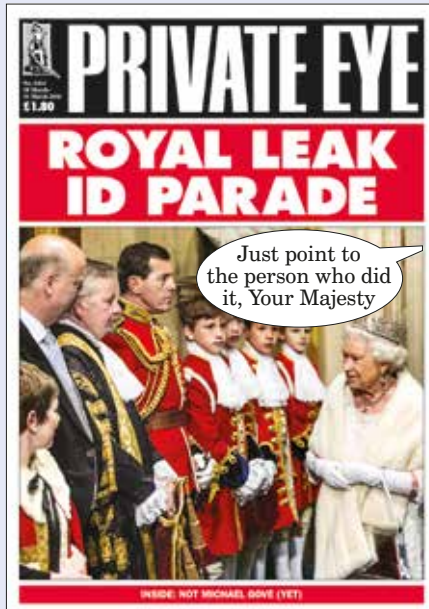 PRIVATE EYE
£1.80
ROYAL LEAK
ID PARADE
Just point to
the person who did
it, Your Majesty
INSIDE: NOT MICHAEL GOVE (YET)